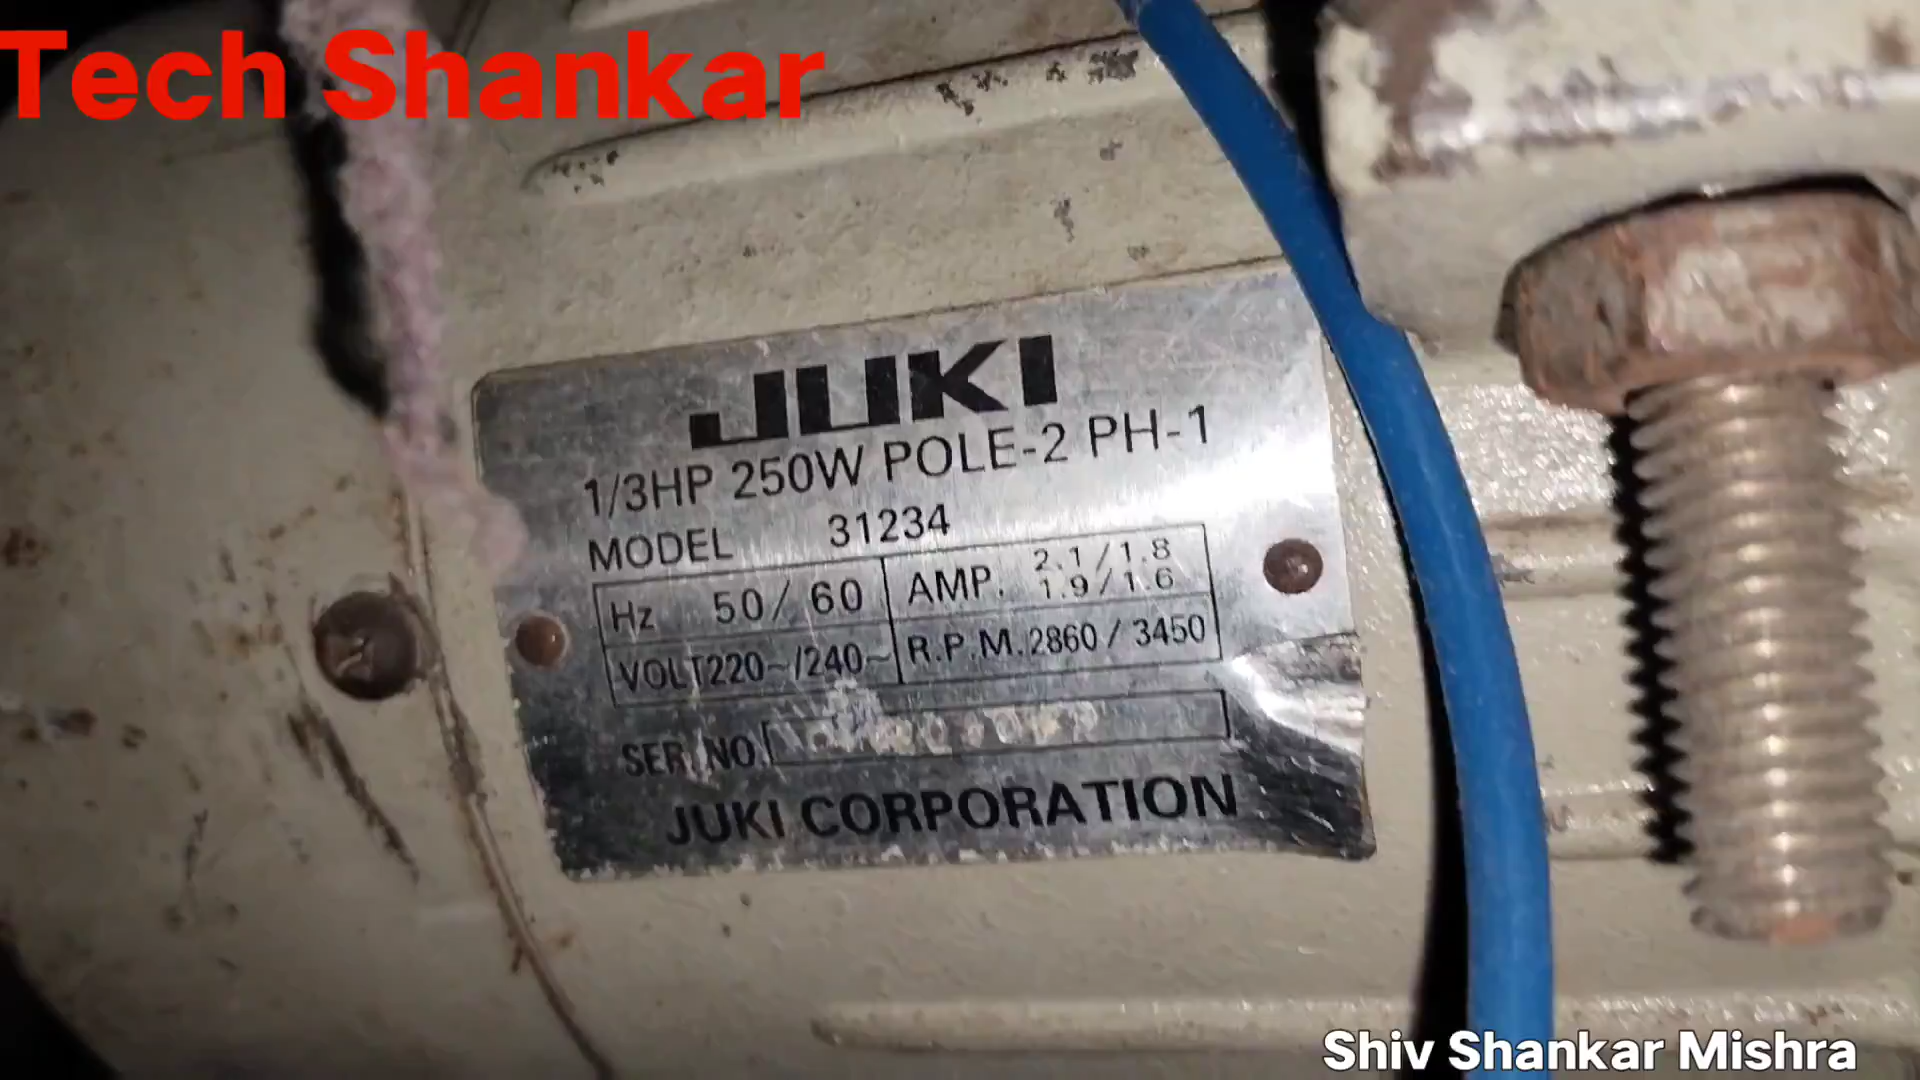 Tech Shankar
JUKI
1/3HP 250W POLE-2 PH-1
MODEL 31234
Hz 50/60 AMP. 2.1/1.8
1.9/1.6
VOLT220~/240~ R.P.M.2860/3450
SER.NO.
JUKI CORPORATION
Shiv Shankar Mishra